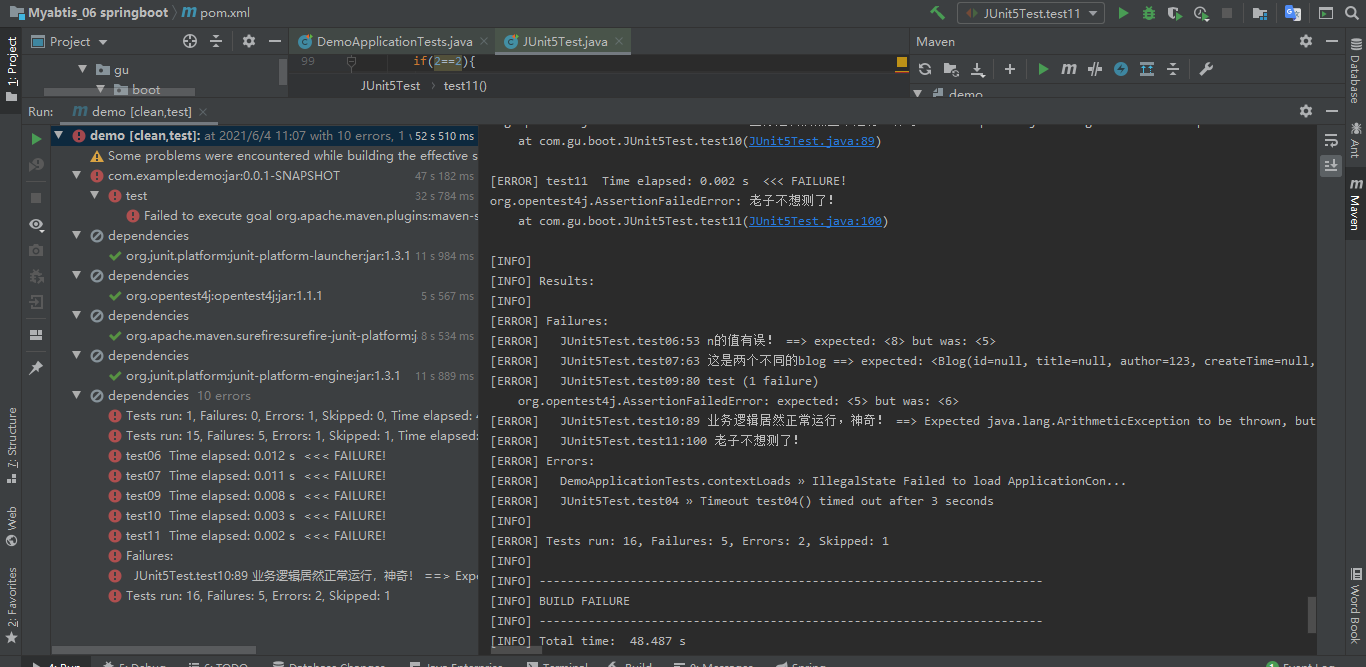 Myabtis_06 springboot
pom.xml
JUnit5Test.test11
Project
DemoApplicationTests.java
JUnit5Test.java
Maven
1: Project
gu
boot
99
if(2==2){
JUnit5Test
test11()
demo
Database
Ant
Maven
Word Book
Run:
demo [clean,test]
demo [clean,test]: at 2021/6/4 11:07 with 10 errors, 1 52 s 510 ms
Some problems were encountered while building the effective s
com.example:demo:jar:0.0.1-SNAPSHOT 47 s 182 ms
test 32 s 784 ms
Failed to execute goal org.apache.maven.plugins:maven-s
dependencies
org.junit.platform:junit-platform-launcher:jar:1.3.1 11 s 984 ms
dependencies
org.opentest4j:opentest4j:jar:1.1.1 5 s 567 ms
dependencies
org.apache.maven.surefire:surefire-junit-platform:j 8 s 534 ms
dependencies
org.junit.platform:junit-platform-engine:jar:1.3.1 11 s 889 ms
dependencies 10 errors
Tests run: 1, Failures: 0, Errors: 1, Skipped: 0, Time elapsed:
Tests run: 15, Failures: 5, Errors: 1, Skipped: 1, Time elapsed:
test06 Time elapsed: 0.012 s <<< FAILURE!
test07 Time elapsed: 0.011 s <<< FAILURE!
test09 Time elapsed: 0.008 s <<< FAILURE!
test10 Time elapsed: 0.003 s <<< FAILURE!
test11 Time elapsed: 0.002 s <<< FAILURE!
Failures:
JUnit5Test.test10:89 业务逻辑居然正常运行，神奇！ ==> Expe
Tests run: 16, Failures: 5, Errors: 2, Skipped: 1
at com.gu.boot.JUnit5Test.test10(JUnit5Test.java:89)
[ERROR] test11  Time elapsed: 0.002 s  <<< FAILURE!
org.opentest4j.AssertionFailedError: 老子不想测了！
at com.gu.boot.JUnit5Test.test11(JUnit5Test.java:100)
[INFO]
[INFO] Results:
[INFO]
[ERROR] Failures:
[ERROR]   JUnit5Test.test06:53 n的值有误！ ==> expected: <8> but was: <5>
[ERROR]   JUnit5Test.test07:63 这是两个不同的blog ==> expected: <Blog(id=null, title=null, author=123, createTime=null,
[ERROR]   JUnit5Test.test09:80 test (1 failure)
org.opentest4j.AssertionFailedError: expected: <5> but was: <6>
[ERROR]   JUnit5Test.test10:89 业务逻辑居然正常运行，神奇！ ==> Expected java.lang.ArithmeticException to be thrown, but
[ERROR]   JUnit5Test.test11:100 老子不想测了！
[ERROR] Errors:
[ERROR]   DemoApplicationTests.contextLoads » IllegalState Failed to load ApplicationCon...
[ERROR]   JUnit5Test.test04 » Timeout test04() timed out after 3 seconds
[INFO]
[ERROR] Tests run: 16, Failures: 5, Errors: 2, Skipped: 1
[INFO]
[INFO] ------------------------------------------------------------------------
[INFO] BUILD FAILURE
[INFO] ------------------------------------------------------------------------
[INFO] Total time:  48.487 s
7: Structure
Web
2: Favorites
4: Run
5: Debug
6: TODO
Database Changes
Java Enterprise
Terminal
Build
0: Messages
Spring
Event Log